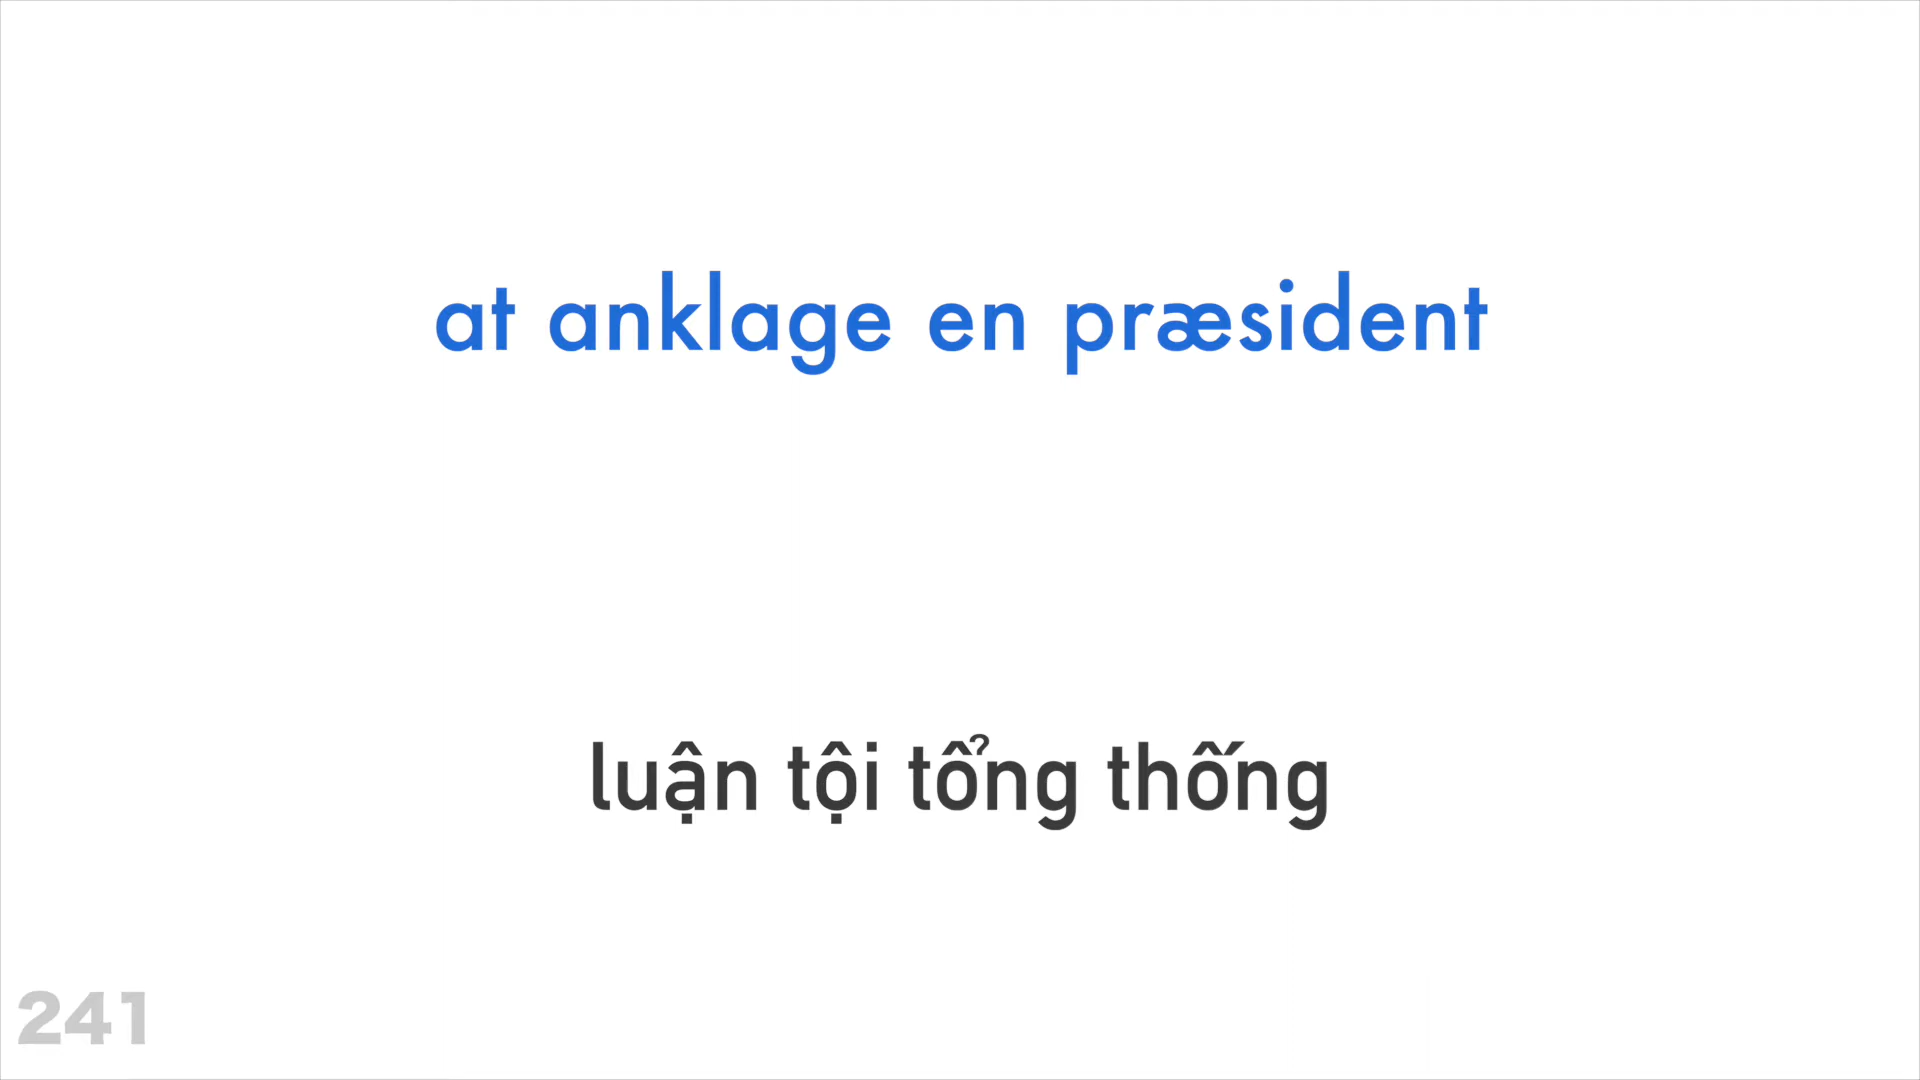 at anklage en præsident
luận tội tổng thống
241